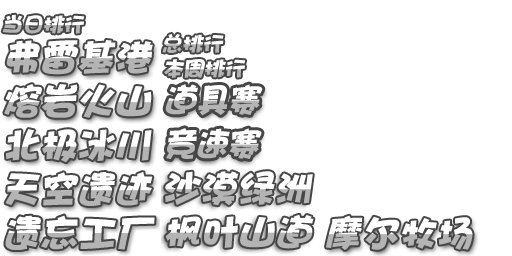 当日排行
弗雷基港 总排行
本周排行
熔岩火山 道具赛
北极冰川 竞速赛
天空遗迹 沙漠绿洲
遗忘工厂 枫叶山道 摩尔牧场